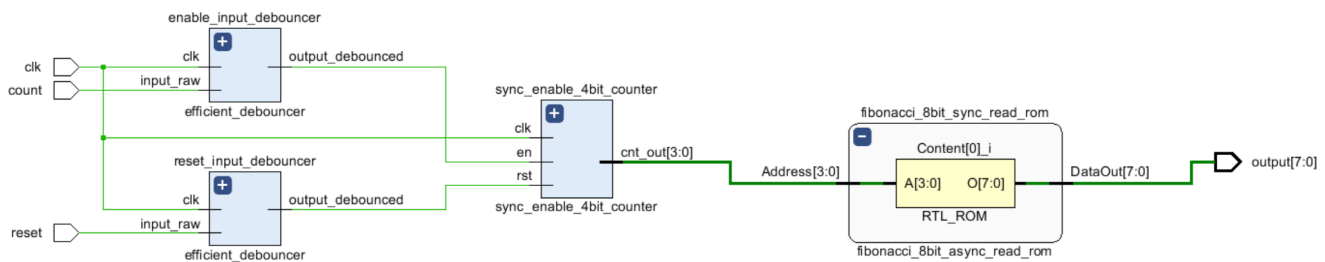 enable_input_debouncer
clk
input_raw
output_debounced
efficient_debouncer
clk
count
reset
reset_input_debouncer
clk
input_raw
output_debounced
efficient_debouncer
sync_enable_4bit_counter
clk
en
rst
cnt_out[3:0]
sync_enable_4bit_counter
fibonacci_8bit_sync_read_rom
Content[0]_i
Address[3:0]
A[3:0] O[7:0]
DataOut[7:0]
RTL_ROM
fibonacci_8bit_async_read_rom
output[7:0]